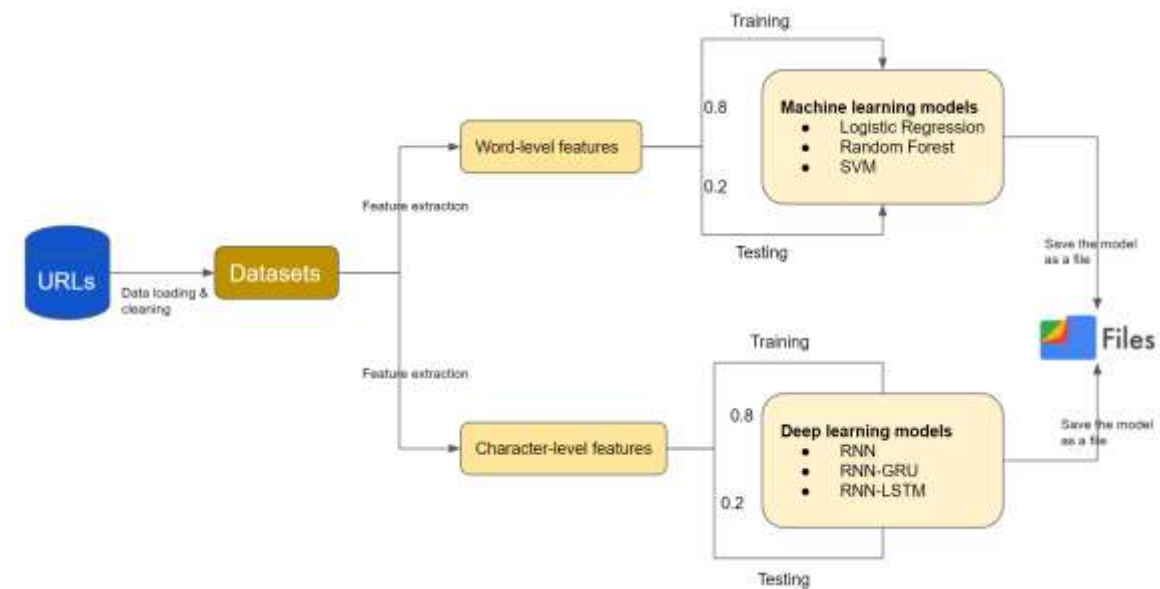 URLs
Data loading &
cleaning
Datasets
Feature extraction
Feature extraction
Word-level features
Training
0.8
0.2
Testing
Machine learning models
● Logistic Regression
● Random Forest
● SVM
Save the model
as a file
Character-level features
Training
0.8
0.2
Testing
Deep learning models
● RNN
● RNN-GRU
● RNN-LSTM
Save the model
as a file
Files